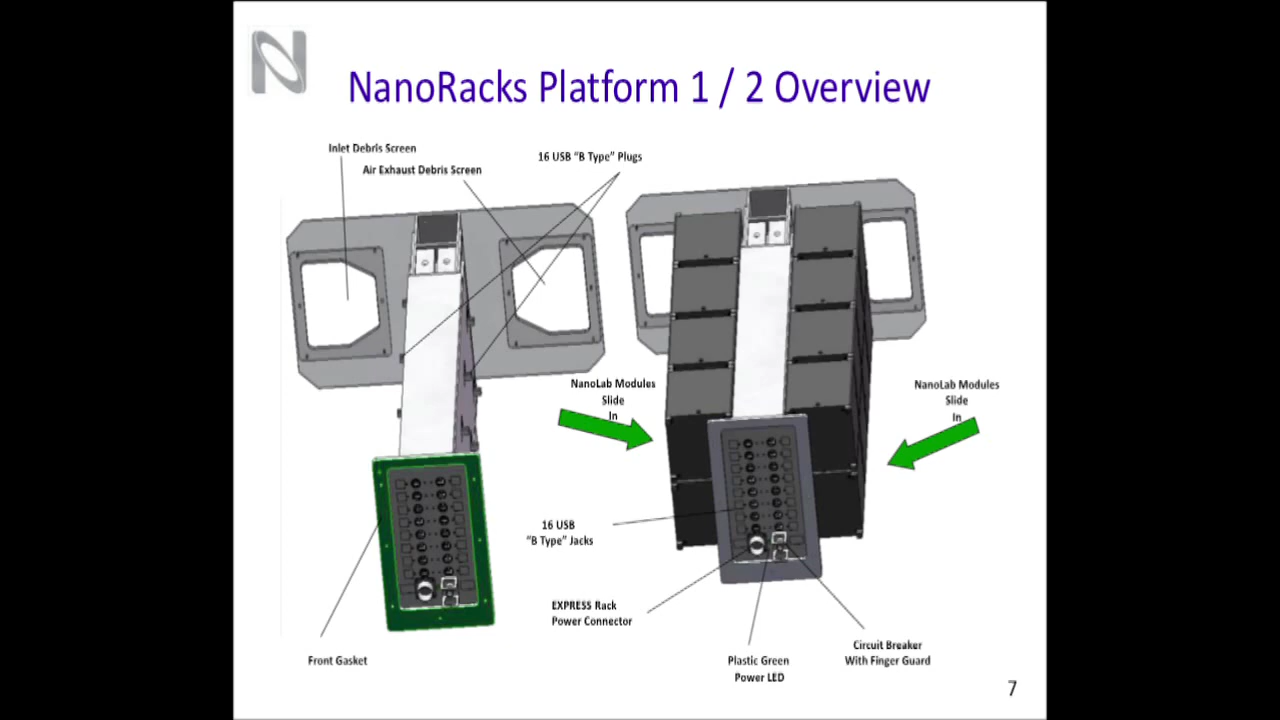 N
NanoRacks Platform 1 / 2 Overview
Inlet Debris Screen
Air Exhaust Debris Screen
16 USB “B Type” Plugs
NanoLab Modules
Slide
In
NanoLab Modules
Slide
In
16 USB
“B Type” Jacks
EXPRESS Rack
Power Connector
Front Gasket
Plastic Green
Power LED
Circuit Breaker
With Finger Guard
7